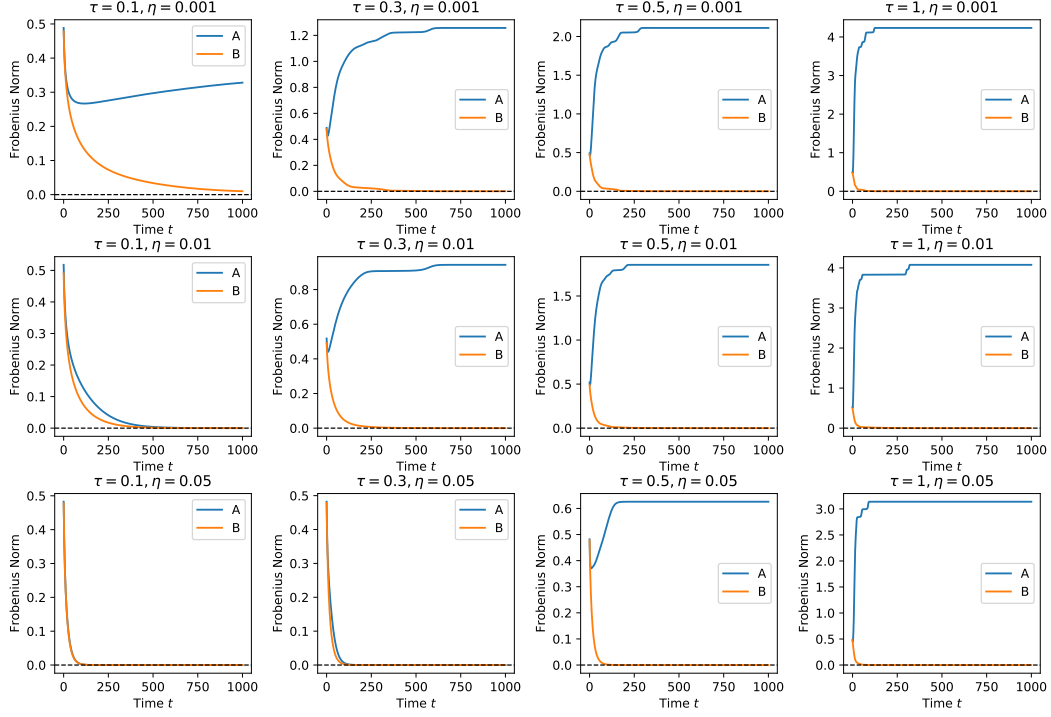 τ = 0.1, η = 0.001
Frobenius Norm
0.5
0.4
0.3
0.2
0.1
0.0
A
B
0 250 500 750 1000
Time t
τ = 0.3, η = 0.001
Frobenius Norm
1.2
1.0
0.8
0.6
0.4
0.2
0.0
A
B
0 250 500 750 1000
Time t
τ = 0.5, η = 0.001
Frobenius Norm
2.0
1.5
1.0
0.5
0.0
A
B
0 250 500 750 1000
Time t
τ = 1, η = 0.001
Frobenius Norm
4
3
2
1
0
A
B
0 250 500 750 1000
Time t
τ = 0.1, η = 0.01
Frobenius Norm
0.5
0.4
0.3
0.2
0.1
0.0
A
B
0 250 500 750 1000
Time t
τ = 0.3, η = 0.01
Frobenius Norm
0.8
0.6
0.4
0.2
0.0
A
B
0 250 500 750 1000
Time t
τ = 0.5, η = 0.01
Frobenius Norm
1.5
1.0
0.5
0.0
A
B
0 250 500 750 1000
Time t
τ = 1, η = 0.01
Frobenius Norm
4
3
2
1
0
A
B
0 250 500 750 1000
Time t
τ = 0.1, η = 0.05
Frobenius Norm
0.5
0.4
0.3
0.2
0.1
0.0
A
B
0 250 500 750 1000
Time t
τ = 0.3, η = 0.05
Frobenius Norm
0.5
0.4
0.3
0.2
0.1
0.0
A
B
0 250 500 750 1000
Time t
τ = 0.5, η = 0.05
Frobenius Norm
0.6
0.4
0.2
0.0
A
B
0 250 500 750 1000
Time t
τ = 1, η = 0.05
Frobenius Norm
3.0
2.5
2.0
1.5
1.0
0.5
0.0
A
B
0 250 500 750 1000
Time t